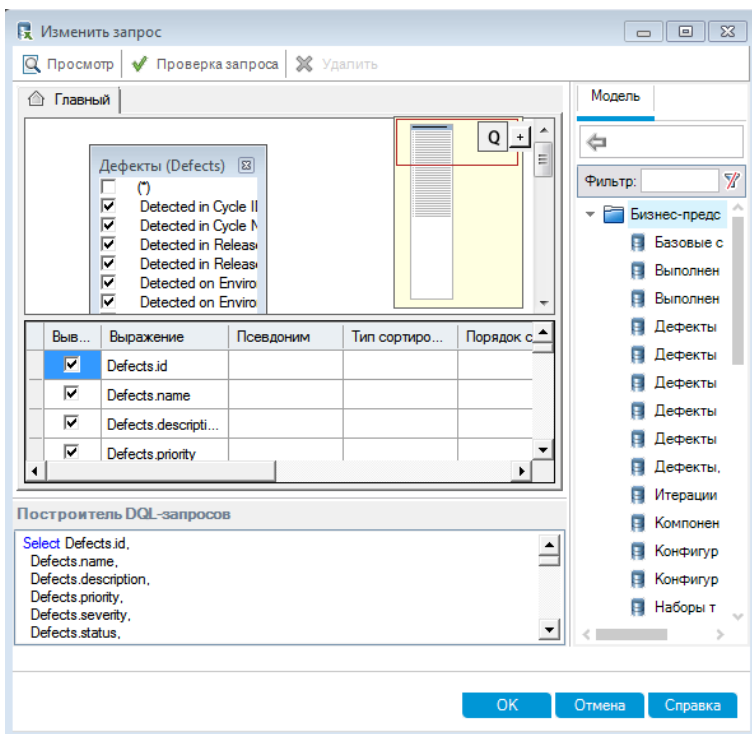 Изменить запрос
Просмотр Проверка запроса Удалить
Главный
Q +
Дефекты (Defects)
(*)
Detected in Cycle II
Detected in Cycle N
Detected in Release
Detected in Release
Detected on Enviro
Detected on Enviro
Выв... Выражение Псевдоним Тип сортиро... Порядок с
Defects.id
Defects.name
Defects.descripti...
Defects.priority
Построитель DQL-запросов
Select Defects.id,
Defects.name,
Defects.description,
Defects.priority,
Defects.severity,
Defects.status,
Модель
Фильтр:
Бизнес-предс
Базовые с
Выполнен
Выполнен
Дефекты
Дефекты
Дефекты
Дефекты
Дефекты
Дефекты,
Итерации
Компонен
Конфигур
Конфигур
Наборы т
OK Отмена Справка